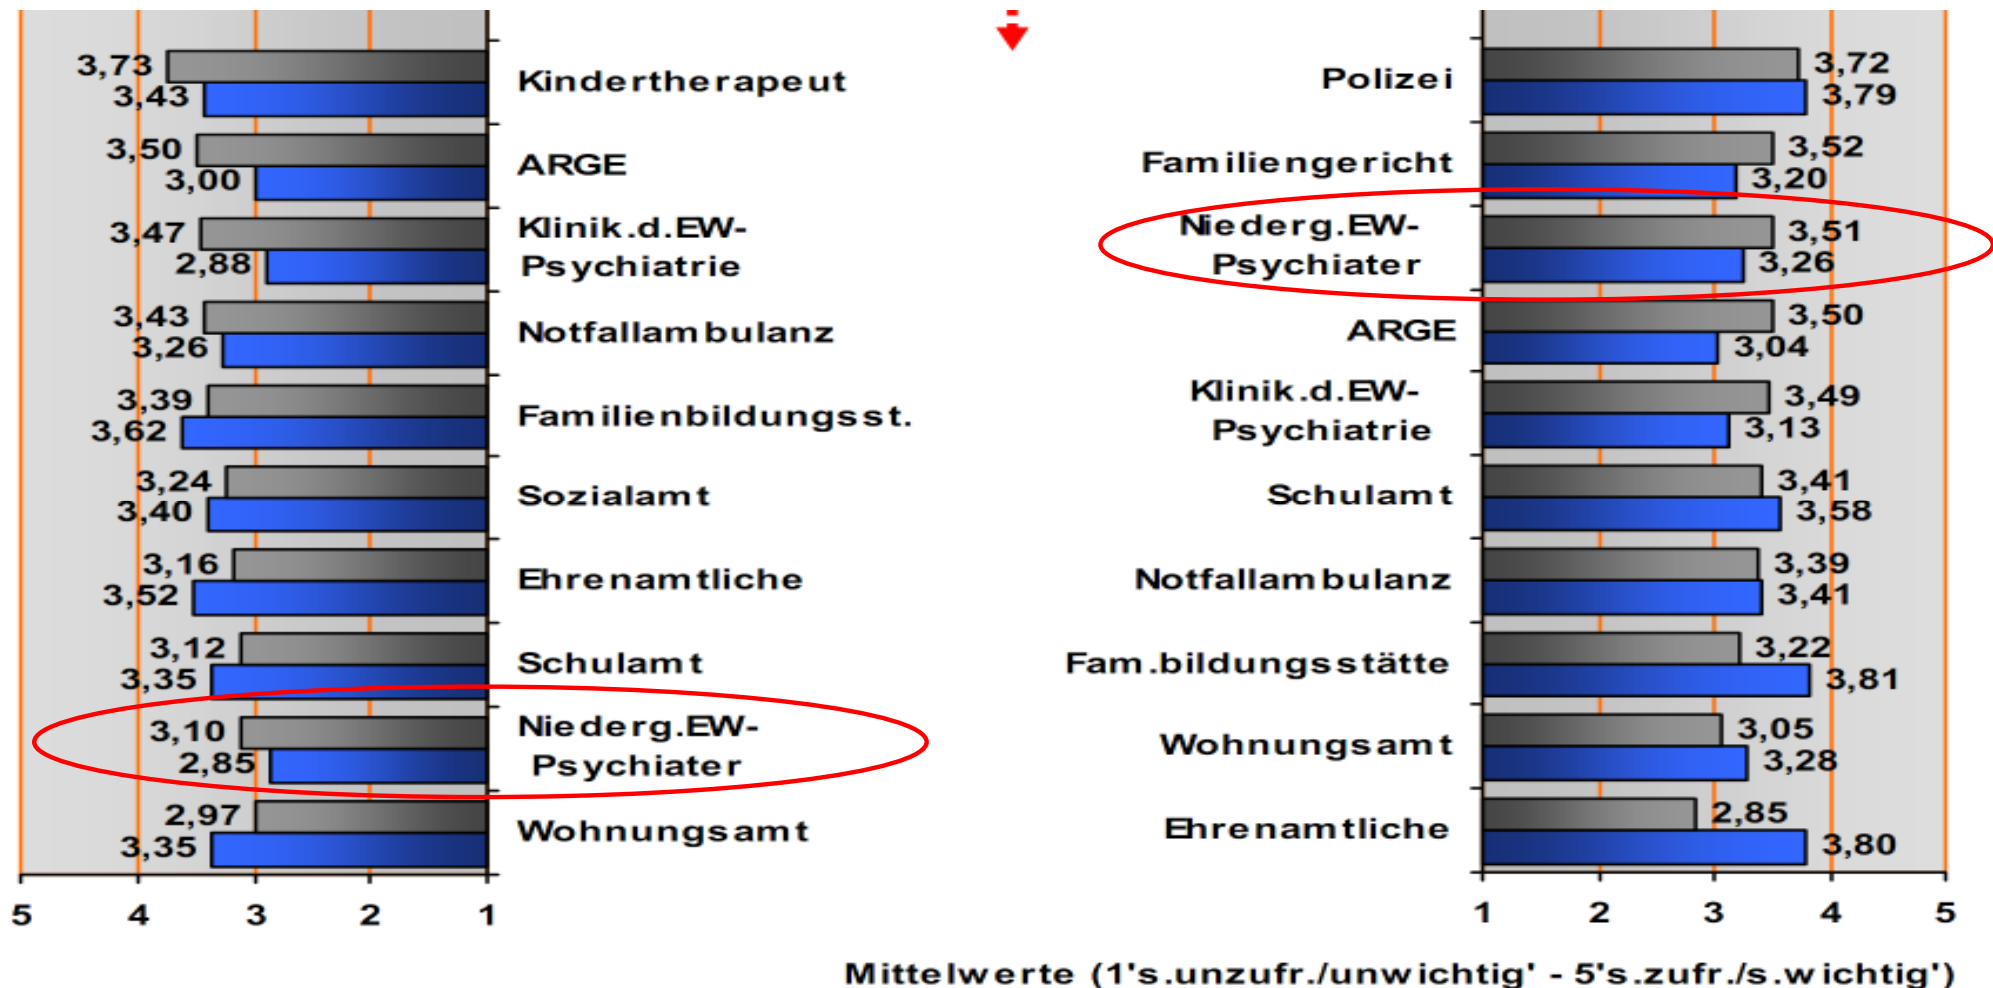 3,73
3,43
Kindertherapeut
3,50
3,00
ARGE
3,47
2,88
Klinik.d.EW-
Psychiatrie
3,43
3,26
Notfallambulanz
3,39
3,62
Familienbildungsst.
3,24
3,40
Sozialamt
3,16
3,52
Ehrenamtliche
3,12
3,35
Schulamt
3,10
2,85
Niederg.EW-
Psychiater
2,97
3,35
Wohnungsamt
5 4 3 2 1
Polizei
3,72
3,79
Familiengericht
3,52
3,20
Niederg.EW-
Psychiater
3,51
3,26
ARGE
3,50
3,04
Klinik.d.EW-
Psychiatrie
3,49
3,13
Schulamt
3,41
3,58
Notfallambulanz
3,39
3,41
Fam.bildungsstätte
3,22
3,81
Wohnungsamt
3,05
3,28
Ehrenamtliche
2,85
3,80
1 2 3 4 5
Mittelwerte (1's.unzufr./unwichtig' - 5's.zufr./s.wichtig')